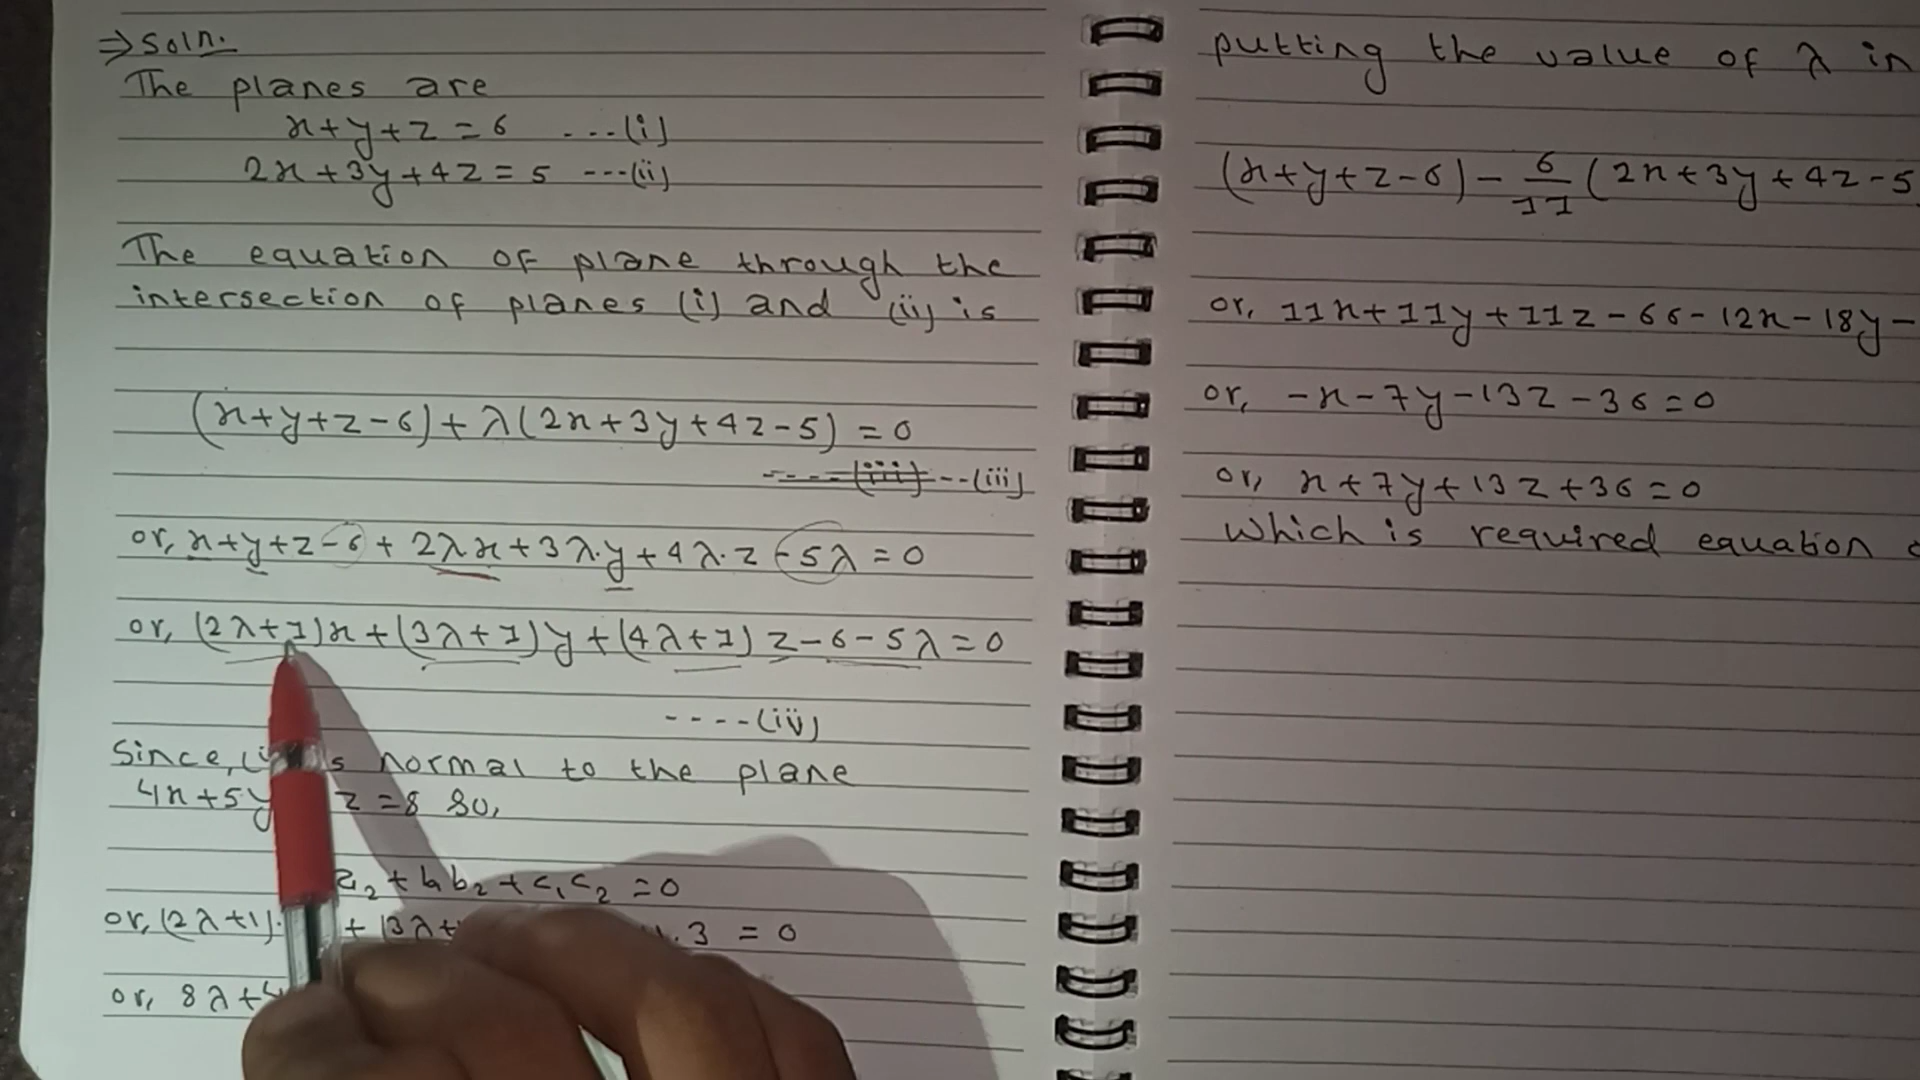 ⇒ Soln.
The planes are
x+y+z=6 ...(i)
2x+3y+4z=5 ---(ii)
The equation of plane through the
intersection of planes (i) and (ii) is
(x+y+z-6)+λ(2x+3y+4z-5)=0
---(iii)
or, x+y+z-6+2λx+3λ.y+4λ.z-5λ=0
or, (2λ+1)x+(3λ+1)y+(4λ+1)z-6-5λ=0
----(iv)
Since, normal to the plane
4x+5y z=8 so,
a₂+b₁b₂+c₁c₂=0
or, (2λ+1). + (3λ+ .3 = 0
or, 8λ+4
putting the value of λ in
(x+y+z-6)-6/11(2x+3y+4z-5
or, 11x+11y+11z-66-12x-18y-
or, -x-7y-13z-36=0
or, x+7y+13z+36=0
which is required equation